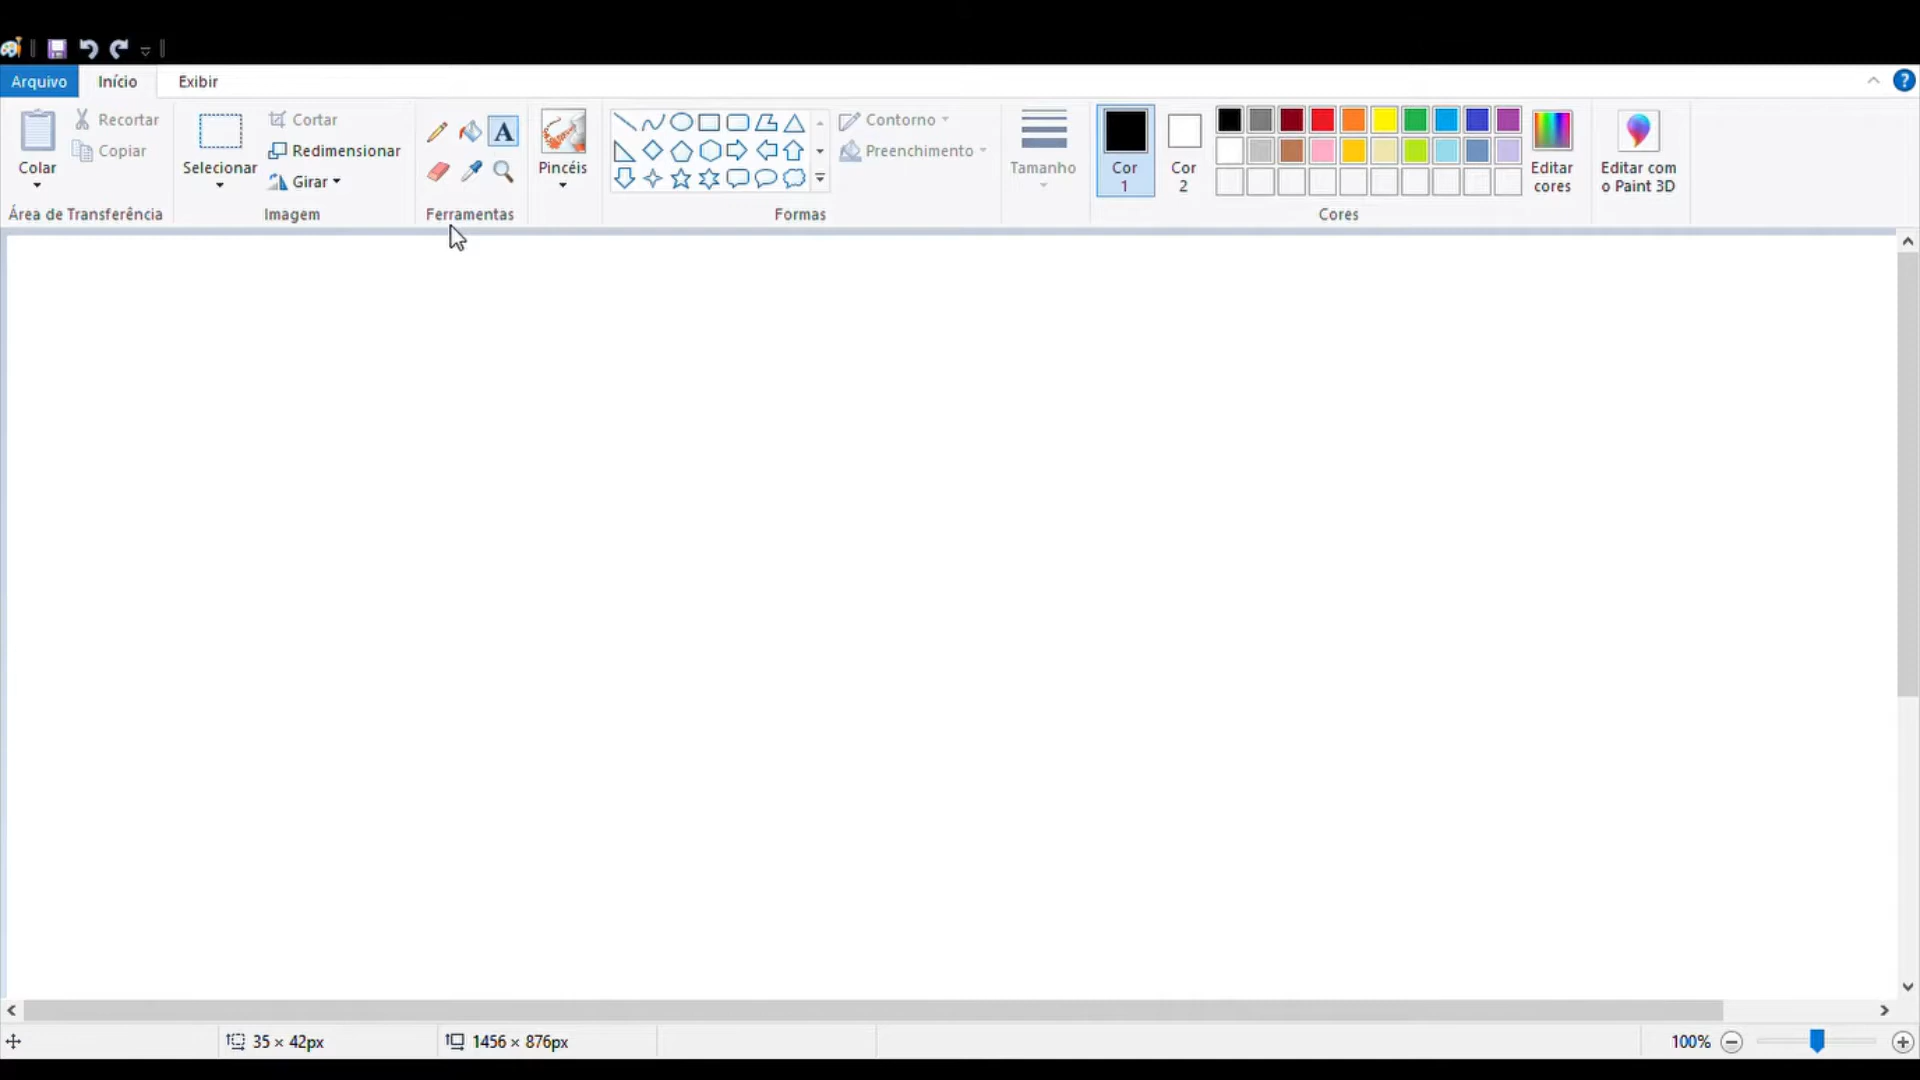 Arquivo Início Exibir
Colar
Recortar
Copiar
Área de Transferência
Selecionar
Cortar
Redimensionar
Girar
Imagem
A
Ferramentas
Pincéis
Formas
Contorno
Preenchimento
Tamanho
Cor
1
Cor
2
Cores
Editar
cores
Editar com
o Paint 3D
?
35 × 42px
1456 × 876px
100%